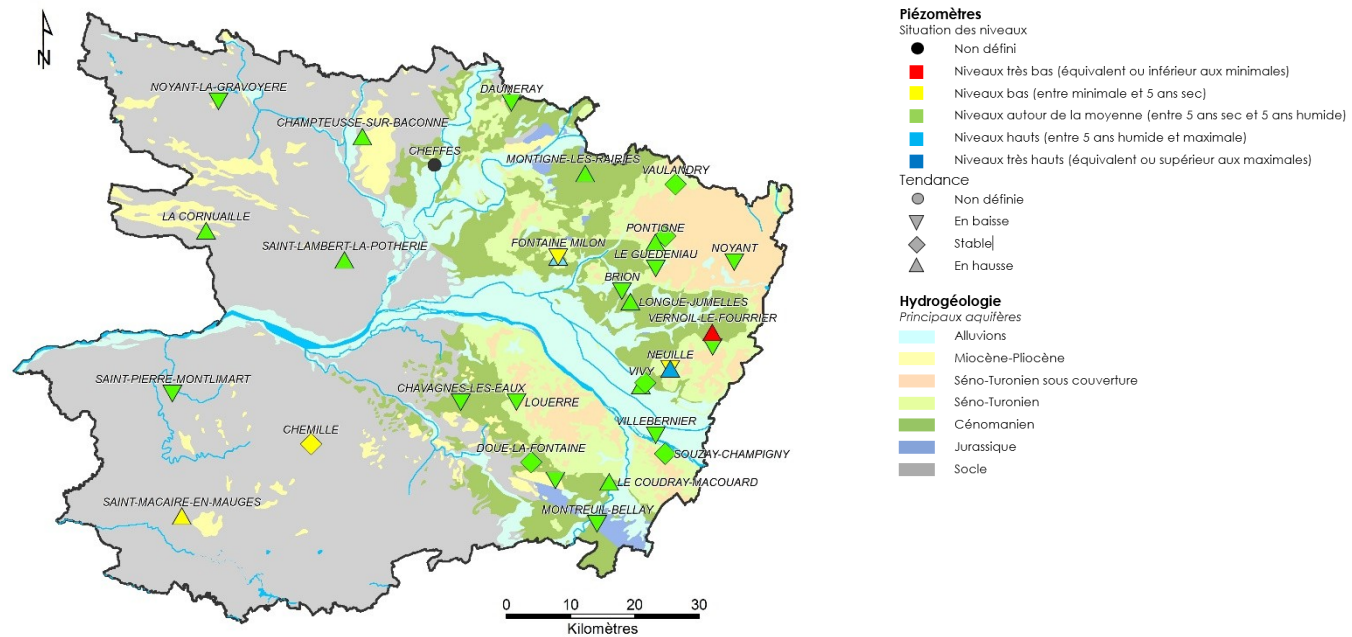 N
NOYANT-LA-GRAVOYERE
DAUMERAY
CHAMPTEUSSE-SUR-BACONNE
CHEFFES
MONTIGNE-LES-RAIRIES
VAULANDRY
LA CORNUAILLE
SAINT-LAMBERT-LA-POTHERIE
PONTIGNE
FONTAINE MILON
LE GUEDENIAU
NOYANT
BRION
LONGUE-JUMELLES
VERNOIL-LE-FOURRIER
NEUILLE
VIVY
SAINT-PIERRE-MONTLIMART
CHAVAGNES-LES-EAUX
LOUERRE
CHEMILLE
VILLEBERNIER
DOUE-LA-FONTAINE
SOUZAY-CHAMPIGNY
LE COUDRAY-MACOUARD
SAINT-MACAIRE-EN-MAUGES
MONTREUIL-BELLAY
0 10 20 30
Kilomètres
Piézomètres
Situation des niveaux
Non défini
Niveaux très bas (équivalent ou inférieur aux minimales)
Niveaux bas (entre minimale et 5 ans sec)
Niveaux autour de la moyenne (entre 5 ans sec et 5 ans humide)
Niveaux hauts (entre 5 ans humide et maximale)
Niveaux très hauts (équivalent ou supérieur aux maximales)
Tendance
Non définie
En baisse
Stable
En hausse
Hydrogéologie
Principaux aquifères
Alluvions
Miocène-Pliocène
Séno-Turonien sous couverture
Séno-Turonien
Cénomanien
Jurassique
Socle